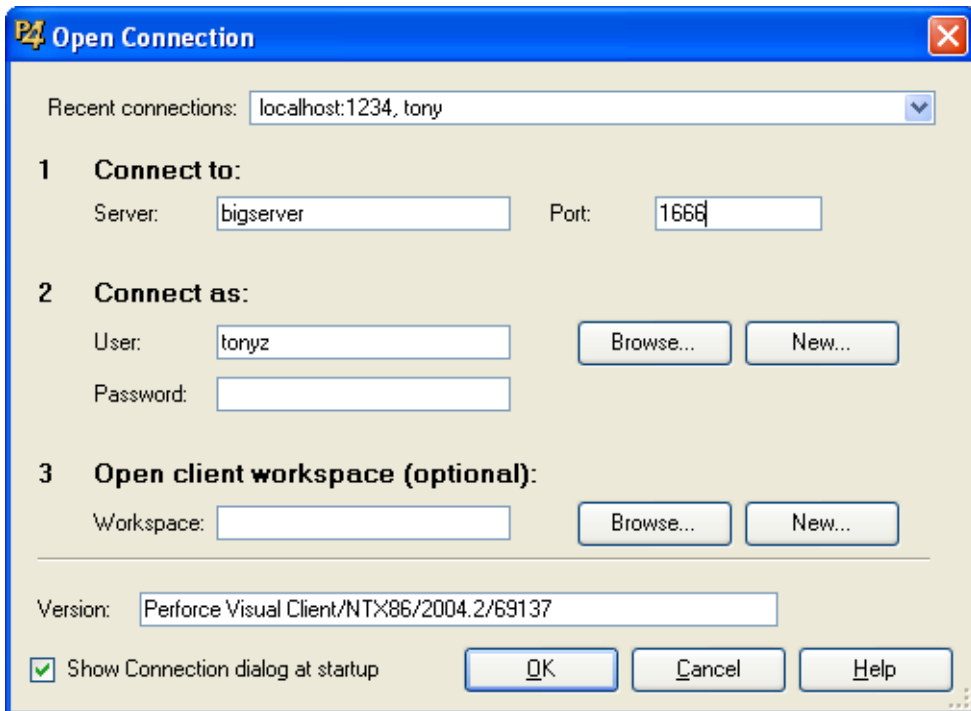 P4 Open Connection
Recent connections: localhost:1234, tony
1 Connect to:
Server: bigserver Port: 1666
2 Connect as:
User: tonyz Browse... New...
Password:
3 Open client workspace (optional):
Workspace: Browse... New...
Version: Perforce Visual Client/NTX86/2004.2/69137
Show Connection dialog at startup OK Cancel Help